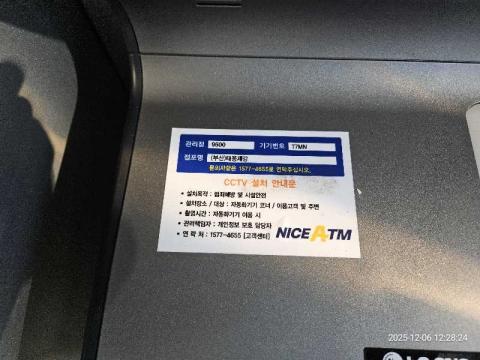 관리점 9500 기기번호 T7MN
점포명 (부산)태종제강
문의사항은 1577-4655로 연락주십시오.
CCTV 설치 안내문
• 설치목적 : 범죄예방 및 시설안전
• 설치장소 / 대상 : 자동화기기 코너 / 이용고객 및 주변
• 촬영시간 : 자동화기기 이용 시
• 관리책임자 : 개인정보 보호 담당자
• 연 락 처 : 1577-4655 [고객센터]
NICE ATM
2025-12-06 12:28:24